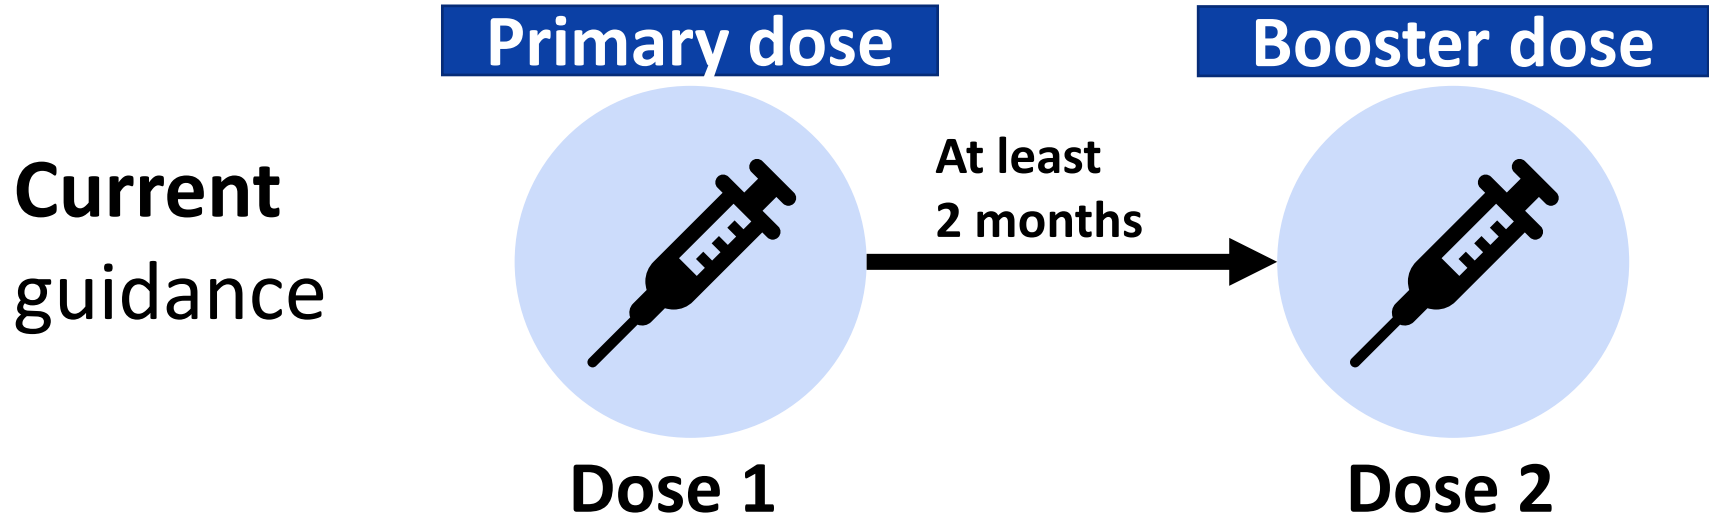 Primary dose
Booster dose
Current
guidance
At least
2 months
Dose 1
Dose 2